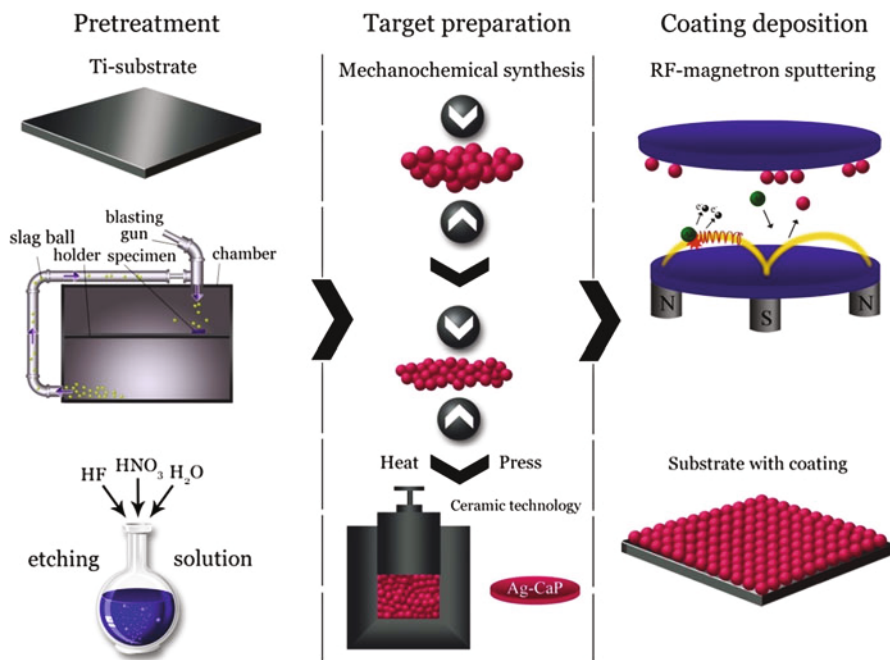 Pretreatment
Ti-substrate
blasting
gun
slag ball
holder
specimen
chamber
HF
HNO₃
H₂O
etching
solution
Target preparation
Mechanochemical synthesis
Heat
Press
Ceramic technology
Ag-CaP
Coating deposition
RF-magnetron sputtering
e⁻
e⁻
N
S
N
Substrate with coating